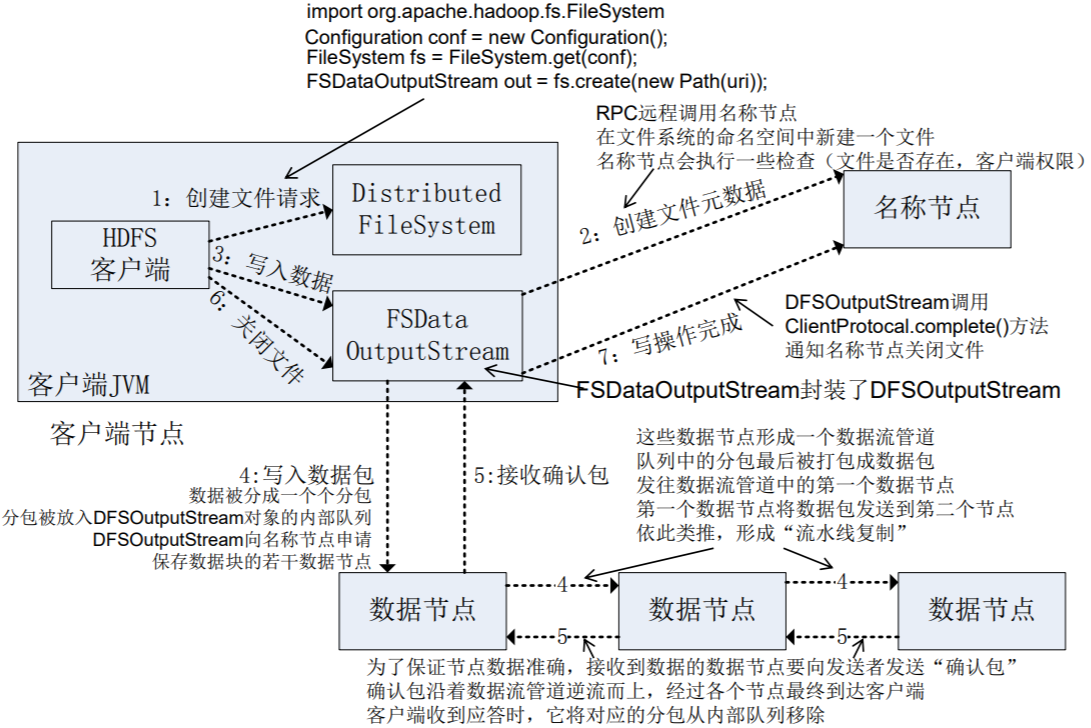 import org.apache.hadoop.fs.FileSystem
Configuration conf = new Configuration();
FileSystem fs = FileSystem.get(conf);
FSDataOutputStream out = fs.create(new Path(uri));
RPC远程调用名称节点
在文件系统的命名空间中新建一个文件
名称节点会执行一些检查（文件是否存在，客户端权限）
1: 创建文件请求
Distributed
FileSystem
2: 创建文件元数据
名称节点
HDFS
客户端
3: 写入数据
6: 关闭文件
FSData
OutputStream
7: 写操作完成
DFSOutputStream调用
ClientProtocal.complete()方法
通知名称节点关闭文件
客户端JVM
FSDataOutputStream封装了DFSOutputStream
客户端节点
4:写入数据包
数据被分成一个个分包
分包被放入DFSOutputStream对象的内部队列
DFSOutputStream向名称节点申请
保存数据块的若干数据节点
5:接收确认包
这些数据节点形成一个数据流管道
队列中的分包最后被打包成数据包
发往数据流管道中的第一个数据节点
第一个数据节点将数据包发送到第二个节点
依此类推，形成“流水线复制”
数据节点
4
5
数据节点
4
5
数据节点
为了保证节点数据准确，接收到数据的数据节点要向发送者发送“确认包”
确认包沿着数据流管道逆流而上，经过各个节点最终到达客户端
客户端收到应答时，它将对应的分包从内部队列移除